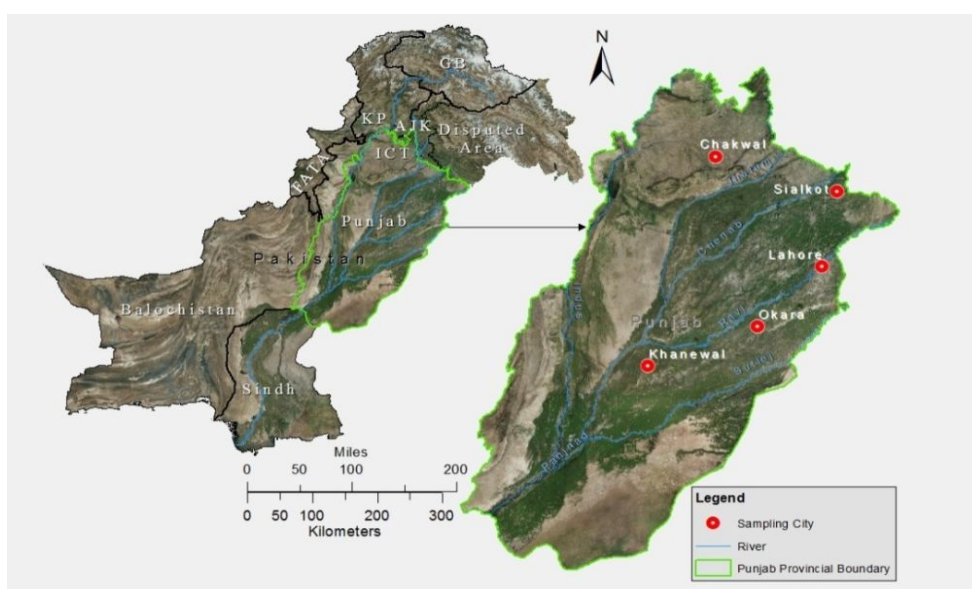 GB
KP
AJK
Disputed
Area
ICT
FATA
Punjab
Pakistan
Balochistan
Sindh
N
Chakwal
Jhelum
Sialkot
Chenab
Lahore
Indus
Punjab
Ravi
Okara
Khanewal
Panjnad
Miles
0 50 100 200
0 50 100 200 300
Kilometers
Legend
Sampling City
River
Punjab Provincial Boundary